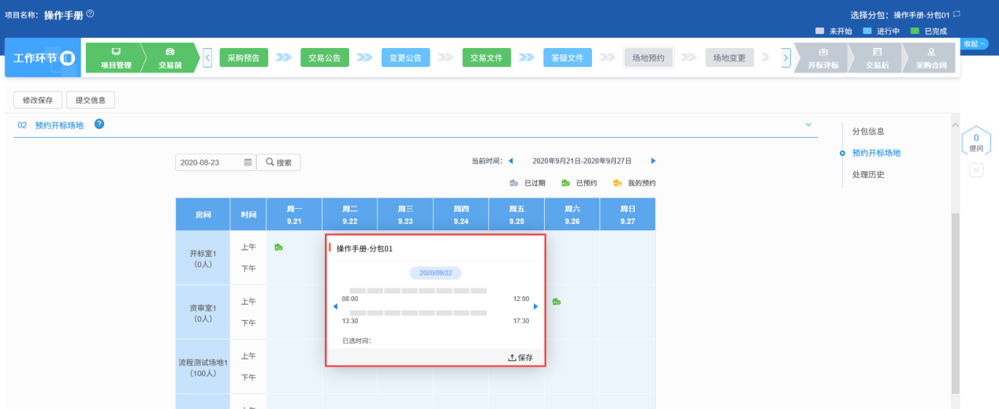 项目名称: 操作手册
选择分包: 操作手册-分包01
未开始 进行中 已完成
收起
工作环节
项目管理
交易前
采购预告
交易公告
变更公告
交易文件
答疑文件
场地预约
场地变更
开标评标
交易后
采购合同
修改保存
提交信息
02 预约开标场地
分包信息
预约开标场地
处理历史
0
提问
2020-08-23
搜索
当前时间: 2020年9月21日-2020年9月27日
已过期 已预约 我的预约
房间 时间 周一 周二 周三 周四 周五 周六 周日
9.21 9.22 9.23 9.24 9.25 9.26 9.27
开标室1
(0人)
上午
下午
资审室1
(0人)
上午
下午
流程测试场地1
(100人)
上午
下午
操作手册-分包01
2020/09/22
08:00 12:00
13:30 17:30
已选时间:
保存